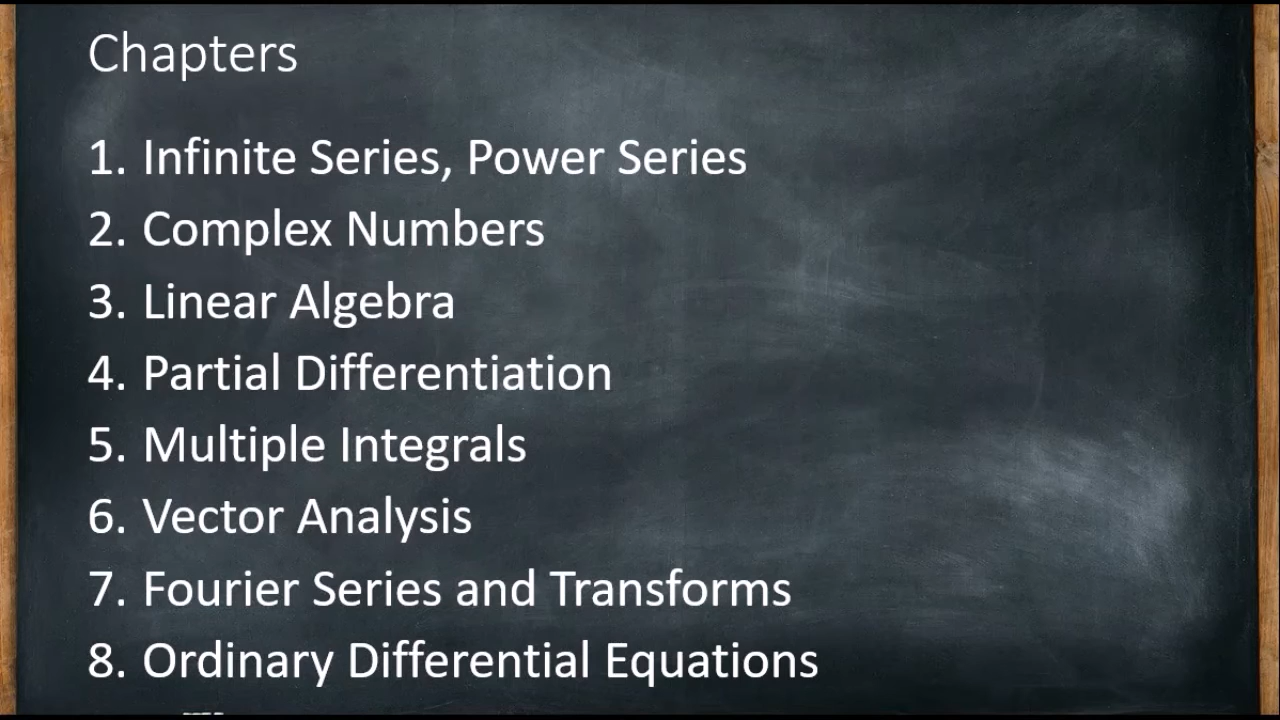 Chapters
1. Infinite Series, Power Series
2. Complex Numbers
3. Linear Algebra
4. Partial Differentiation
5. Multiple Integrals
6. Vector Analysis
7. Fourier Series and Transforms
8. Ordinary Differential Equations